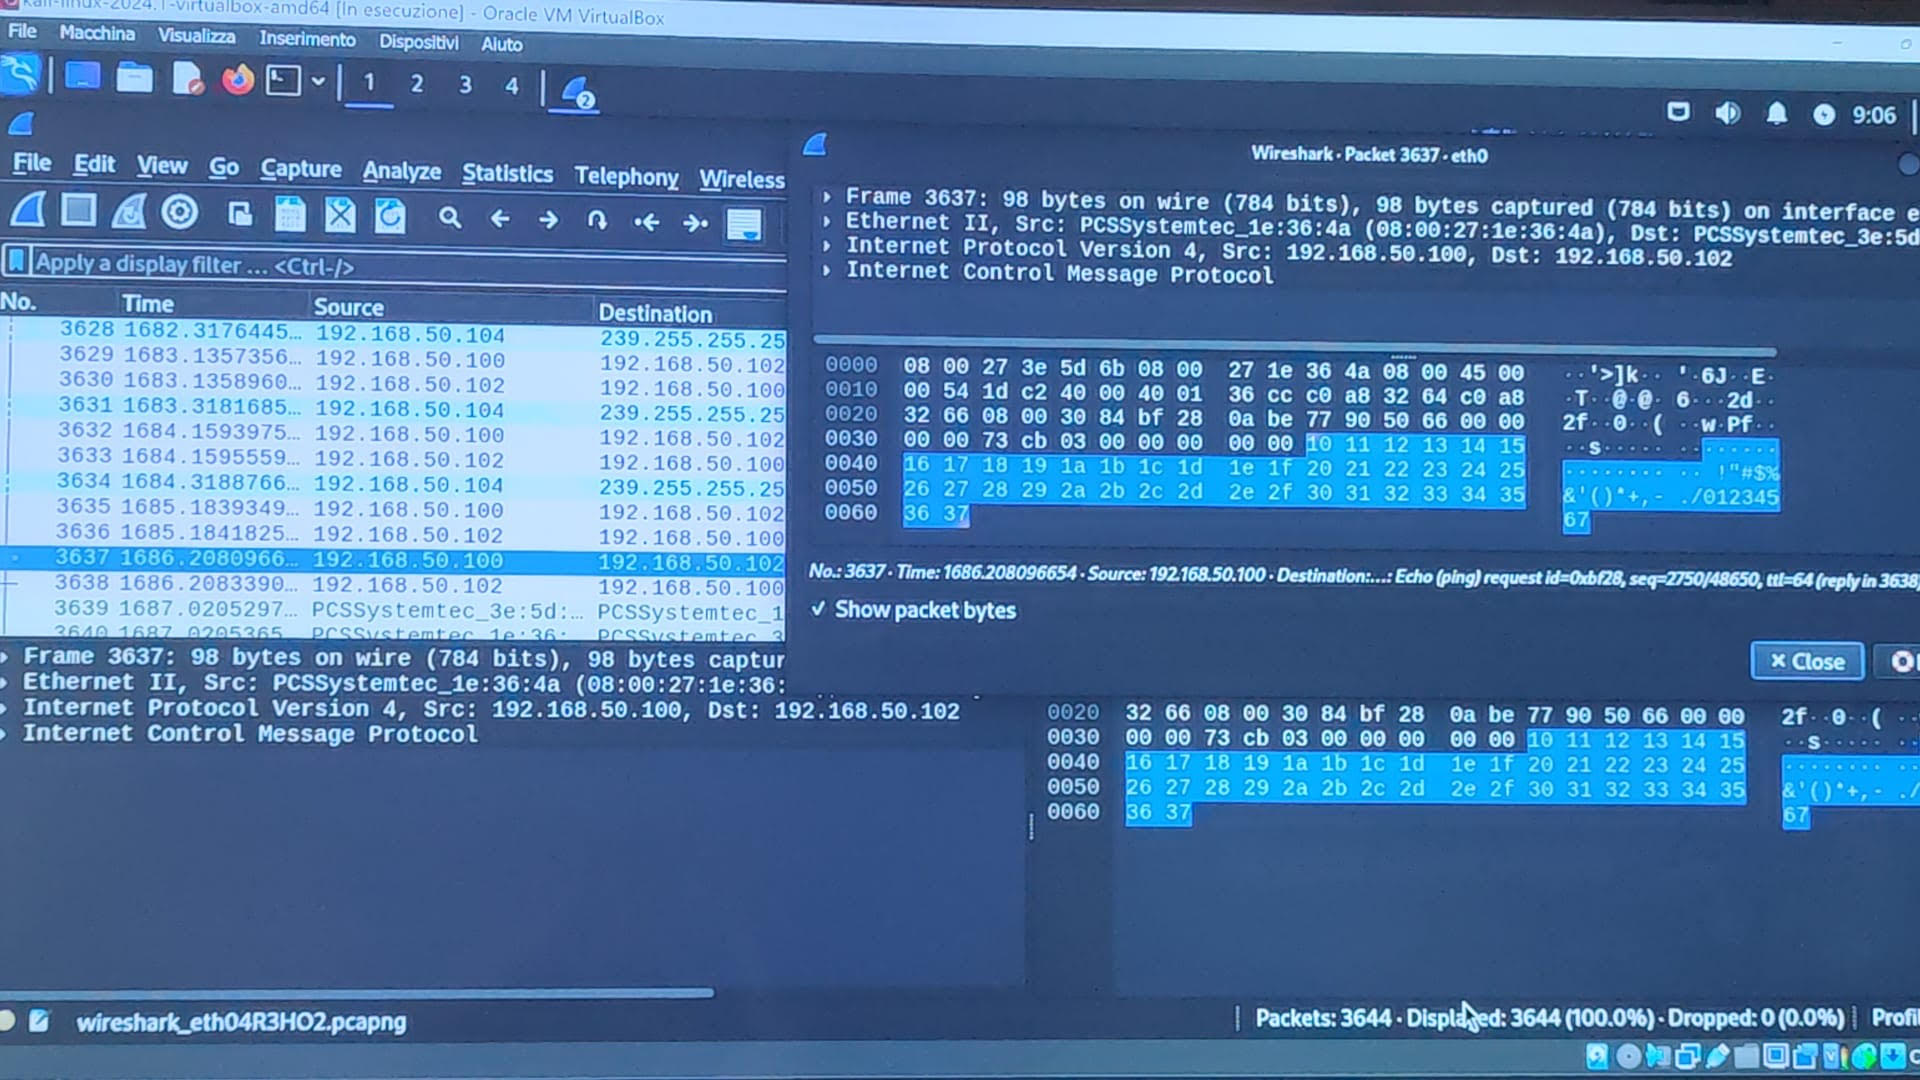 kali-linux-2024.1-virtualbox-amd64 [In esecuzione] - Oracle VM VirtualBox
File Macchina Visualizza Inserimento Dispositivi Aiuto
1 2 3 4 2
9:06
File Edit View Go Capture Analyze Statistics Telephony Wireless
Apply a display filter ... <Ctrl-/>
No. Time Source Destination
3628 1682.3176445… 192.168.50.104 239.255.255.25
3629 1683.1357356… 192.168.50.100 192.168.50.102
3630 1683.1358960… 192.168.50.102 192.168.50.100
3631 1683.3181685… 192.168.50.104 239.255.255.25
3632 1684.1593975… 192.168.50.100 192.168.50.102
3633 1684.1595559… 192.168.50.102 192.168.50.100
3634 1684.3188766… 192.168.50.104 239.255.255.25
3635 1685.1839349… 192.168.50.100 192.168.50.102
3636 1685.1841825… 192.168.50.102 192.168.50.100
3637 1686.2080966… 192.168.50.100 192.168.50.102
3638 1686.2083390… 192.168.50.102 192.168.50.100
3639 1687.0205297… PCSSystemtec_3e:5d:… PCSSystemtec_1
3640 1687.0205365 PCSSystemtec_1e:36: PCSSystemtec_3
Wireshark · Packet 3637 · eth0
Frame 3637: 98 bytes on wire (784 bits), 98 bytes captured (784 bits) on interface e
Ethernet II, Src: PCSSystemtec_1e:36:4a (08:00:27:1e:36:4a), Dst: PCSSystemtec_3e:5d
Internet Protocol Version 4, Src: 192.168.50.100, Dst: 192.168.50.102
Internet Control Message Protocol
0000 08 00 27 3e 5d 6b 08 00 27 1e 36 4a 08 00 45 00 ··'>]k·· '·6J··E·
0010 00 54 1d c2 40 00 40 01 36 cc c0 a8 32 64 c0 a8 ·T··@·@· 6···2d··
0020 32 66 08 00 30 84 bf 28 0a be 77 90 50 66 00 00 2f··0··( ··w·Pf··
0030 00 00 73 cb 03 00 00 00 00 00 10 11 12 13 14 15 ··s····· ········
0040 16 17 18 19 1a 1b 1c 1d 1e 1f 20 21 22 23 24 25 ········ ·· !"#$%
0050 26 27 28 29 2a 2b 2c 2d 2e 2f 30 31 32 33 34 35 &'()*+,- ./012345
0060 36 37 67
No.: 3637 · Time: 1686.208096654 · Source: 192.168.50.100 · Destination:...: Echo (ping) request id=0xbf28, seq=2750/48650, ttl=64 (reply in 3638)
Show packet bytes
Close
Frame 3637: 98 bytes on wire (784 bits), 98 bytes captur
Ethernet II, Src: PCSSystemtec_1e:36:4a (08:00:27:1e:36:
Internet Protocol Version 4, Src: 192.168.50.100, Dst: 192.168.50.102
Internet Control Message Protocol
0020 32 66 08 00 30 84 bf 28 0a be 77 90 50 66 00 00 2f··0··( ··
0030 00 00 73 cb 03 00 00 00 00 00 10 11 12 13 14 15 ··s····· ··
0040 16 17 18 19 1a 1b 1c 1d 1e 1f 20 21 22 23 24 25 ········
0050 26 27 28 29 2a 2b 2c 2d 2e 2f 30 31 32 33 34 35 &'()*+,- ./
0060 36 37 67
wireshark_eth04R3HO2.pcapng
Packets: 3644 · Displayed: 3644 (100.0%) · Dropped: 0 (0.0%)
Profil